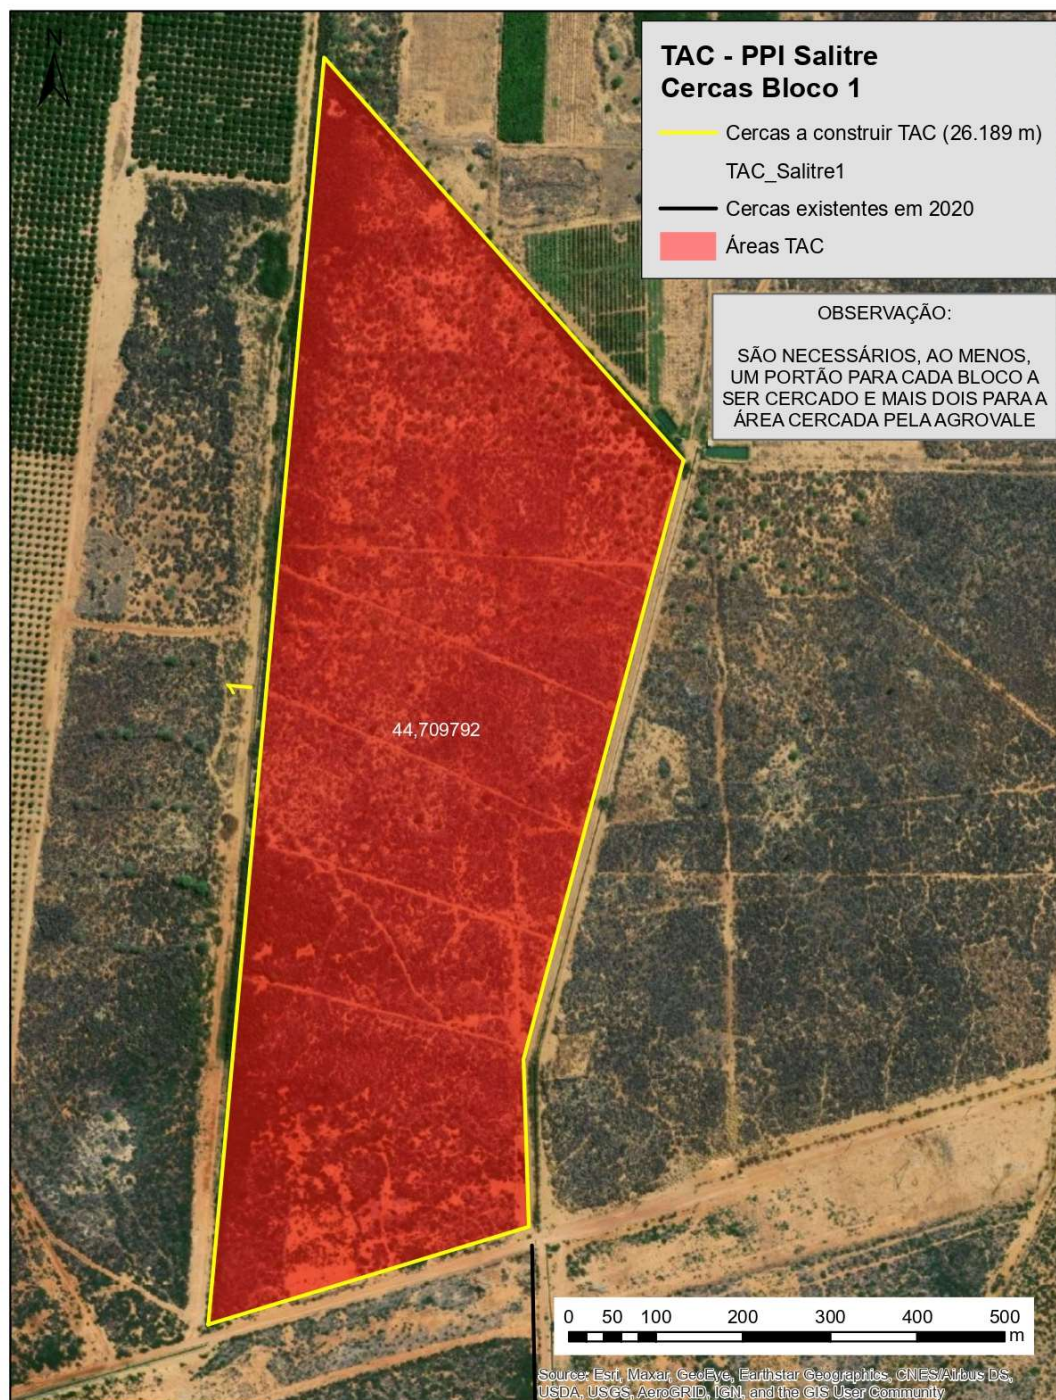 N
TAC - PPI Salitre
Cercas Bloco 1
Cercas a construir TAC (26.189 m)
TAC_Salitre1
Cercas existentes em 2020
Áreas TAC
OBSERVAÇÃO:
SÃO NECESSÁRIOS, AO MENOS,
UM PORTÃO PARA CADA BLOCO A
SER CERCADO E MAIS DOIS PARA A
ÁREA CERCADA PELA AGROVALE
1
44,709792
0 50 100 200 300 400 500
m
Source: Esri, Maxar, GeoEye, Earthstar Geographics, CNES/Airbus DS,
USDA, USGS, AeroGRID, IGN, and the GIS User Community